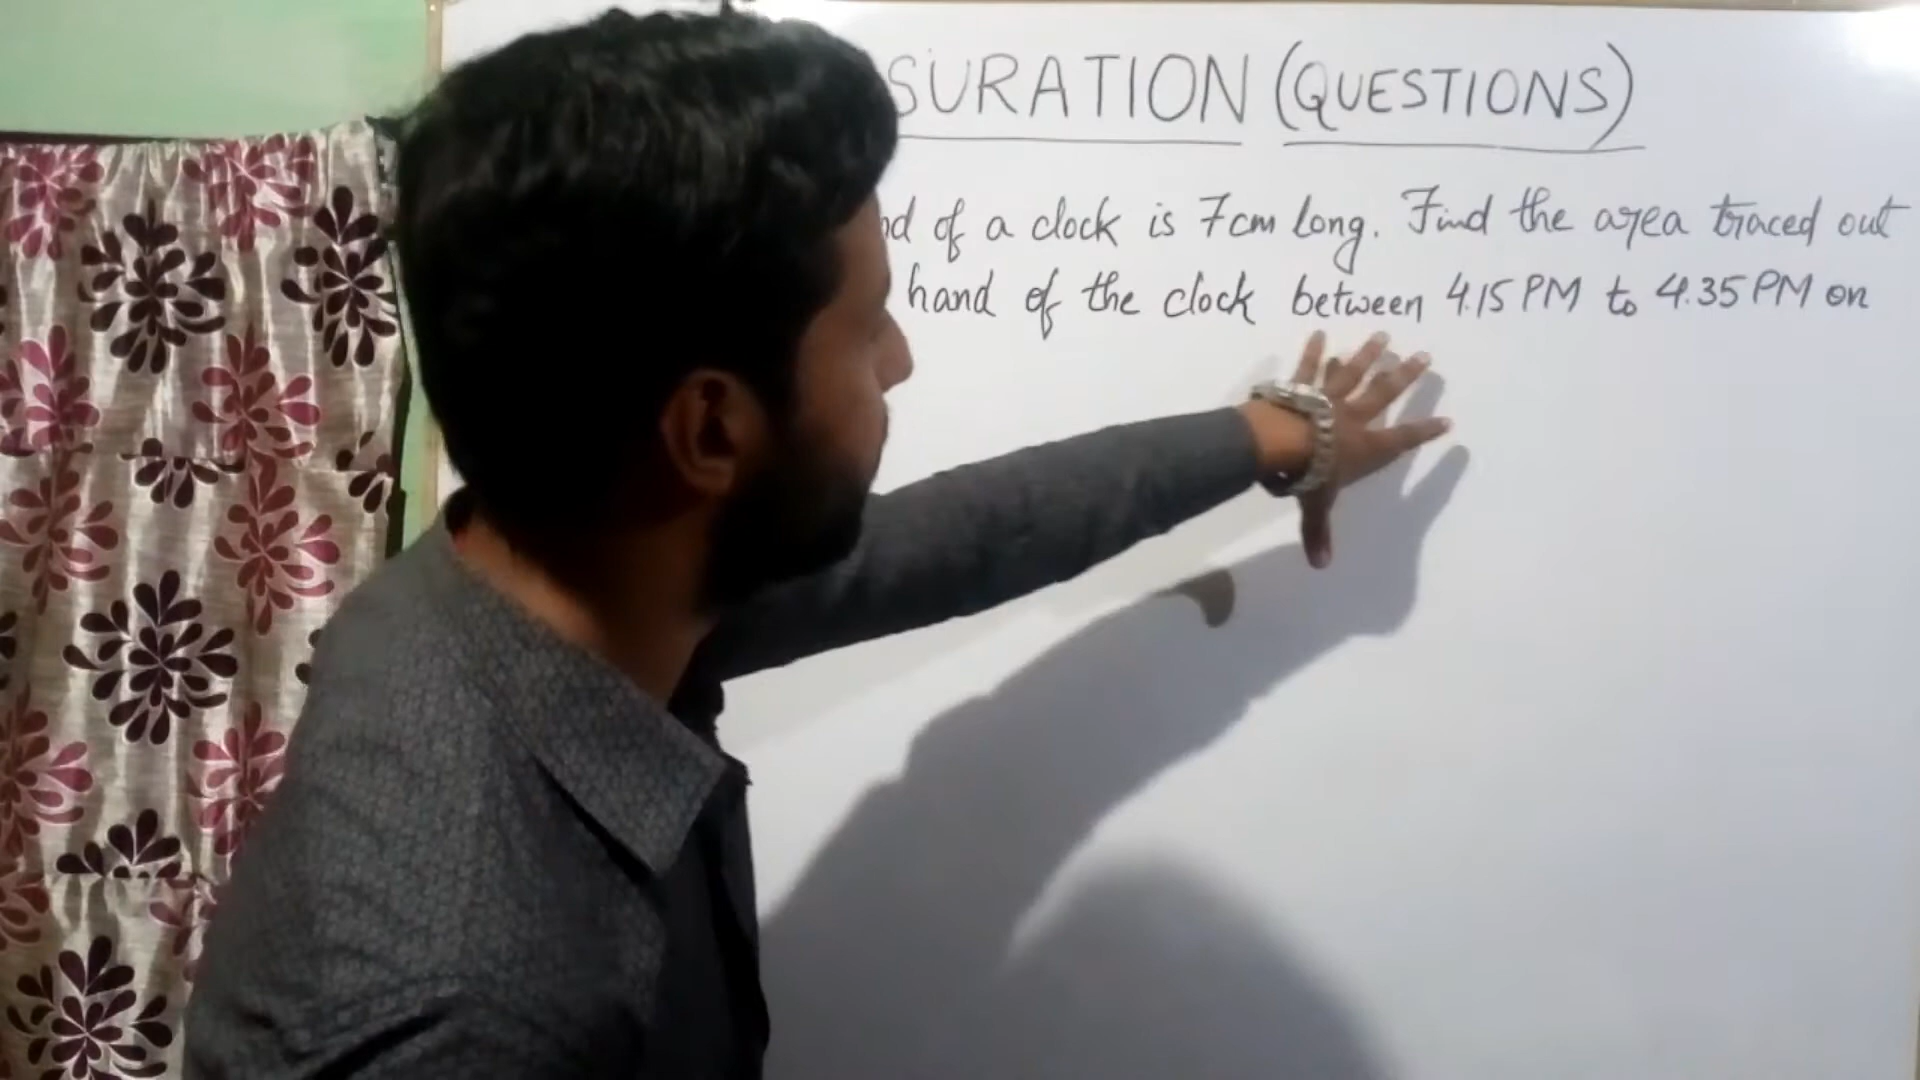 SURATION (QUESTIONS)
of a clock is 7cm long. Find the area traced out
hand of the clock between 4.15 PM to 4.35 PM on